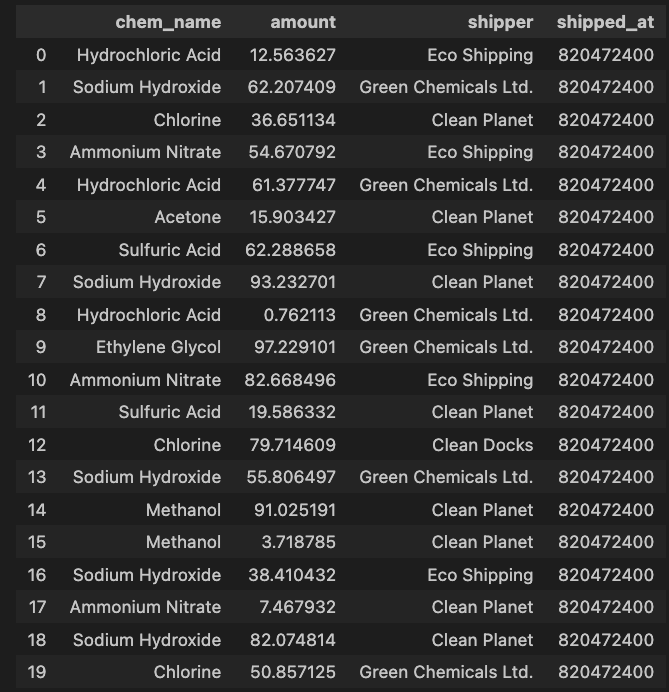 chem_name amount shipper shipped_at
0 Hydrochloric Acid 12.563627 Eco Shipping 820472400
1 Sodium Hydroxide 62.207409 Green Chemicals Ltd. 820472400
2 Chlorine 36.651134 Clean Planet 820472400
3 Ammonium Nitrate 54.670792 Eco Shipping 820472400
4 Hydrochloric Acid 61.377747 Green Chemicals Ltd. 820472400
5 Acetone 15.903427 Clean Planet 820472400
6 Sulfuric Acid 62.288658 Eco Shipping 820472400
7 Sodium Hydroxide 93.232701 Clean Planet 820472400
8 Hydrochloric Acid 0.762113 Green Chemicals Ltd. 820472400
9 Ethylene Glycol 97.229101 Green Chemicals Ltd. 820472400
10 Ammonium Nitrate 82.668496 Eco Shipping 820472400
11 Sulfuric Acid 19.586332 Clean Planet 820472400
12 Chlorine 79.714609 Clean Docks 820472400
13 Sodium Hydroxide 55.806497 Green Chemicals Ltd. 820472400
14 Methanol 91.025191 Clean Planet 820472400
15 Methanol 3.718785 Clean Planet 820472400
16 Sodium Hydroxide 38.410432 Eco Shipping 820472400
17 Ammonium Nitrate 7.467932 Clean Planet 820472400
18 Sodium Hydroxide 82.074814 Clean Planet 820472400
19 Chlorine 50.857125 Green Chemicals Ltd. 820472400